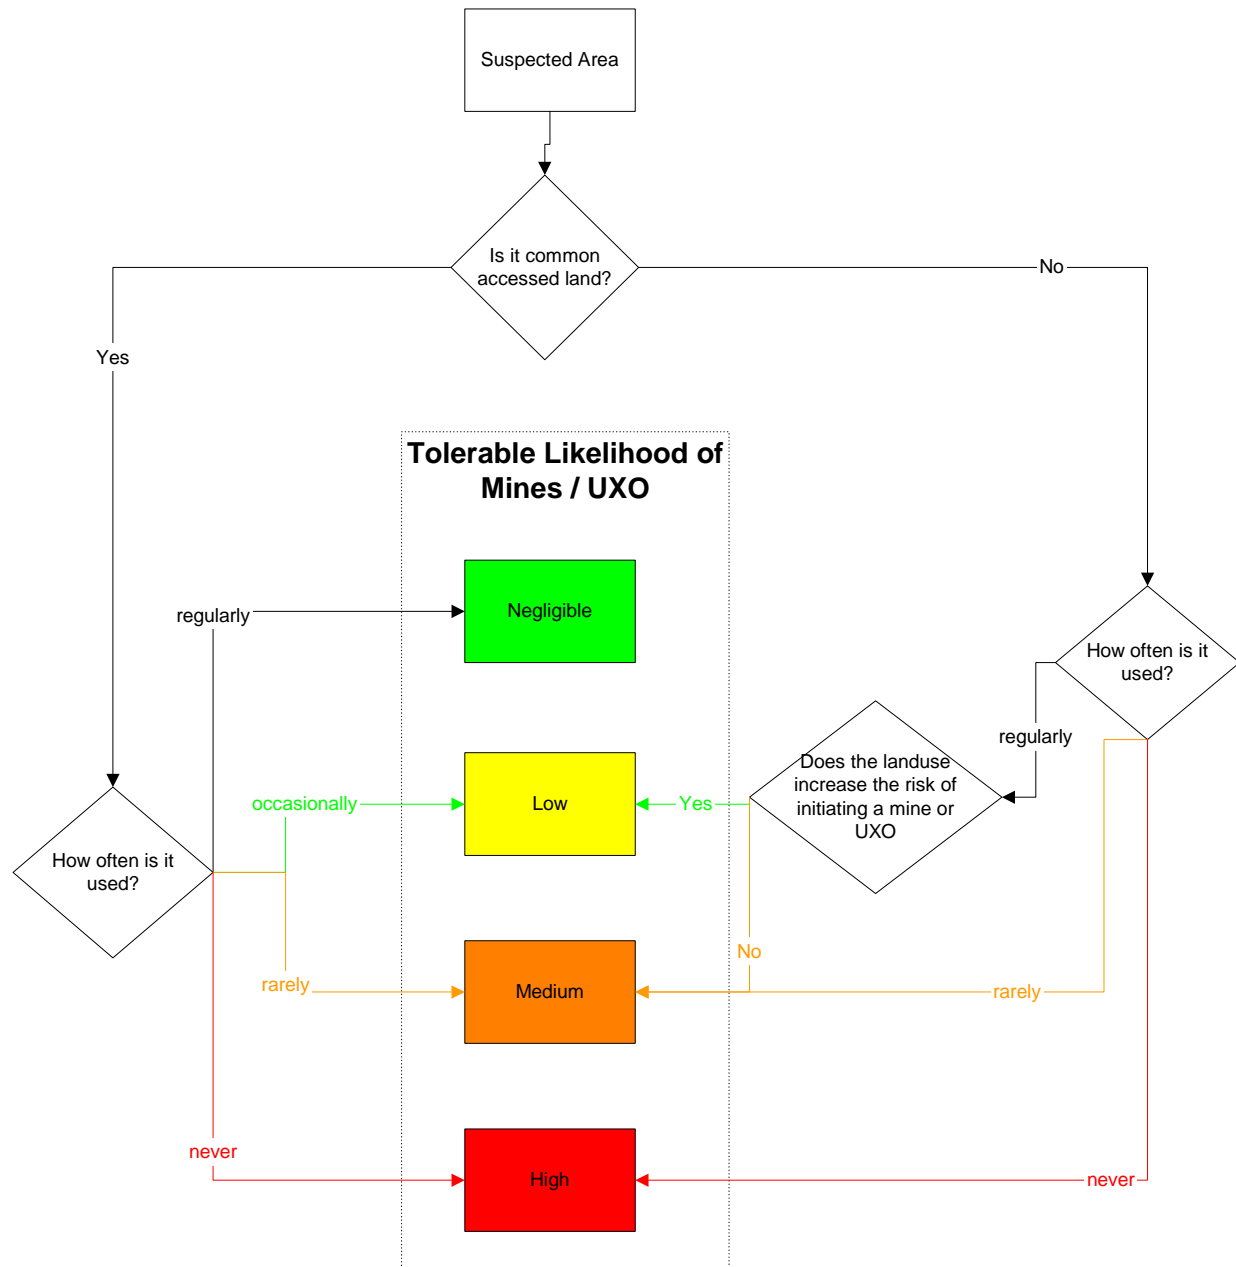 Suspected Area
Is it common
accessed land?
No
Yes
Tolerable Likelihood of
Mines / UXO
regularly
Negligible
How often is it
used?
regularly
occasionally
Low
Yes
Does the landuse
increase the risk of
initiating a mine or
UXO
How often is it
used?
No
rarely
Medium
rarely
never
High
never